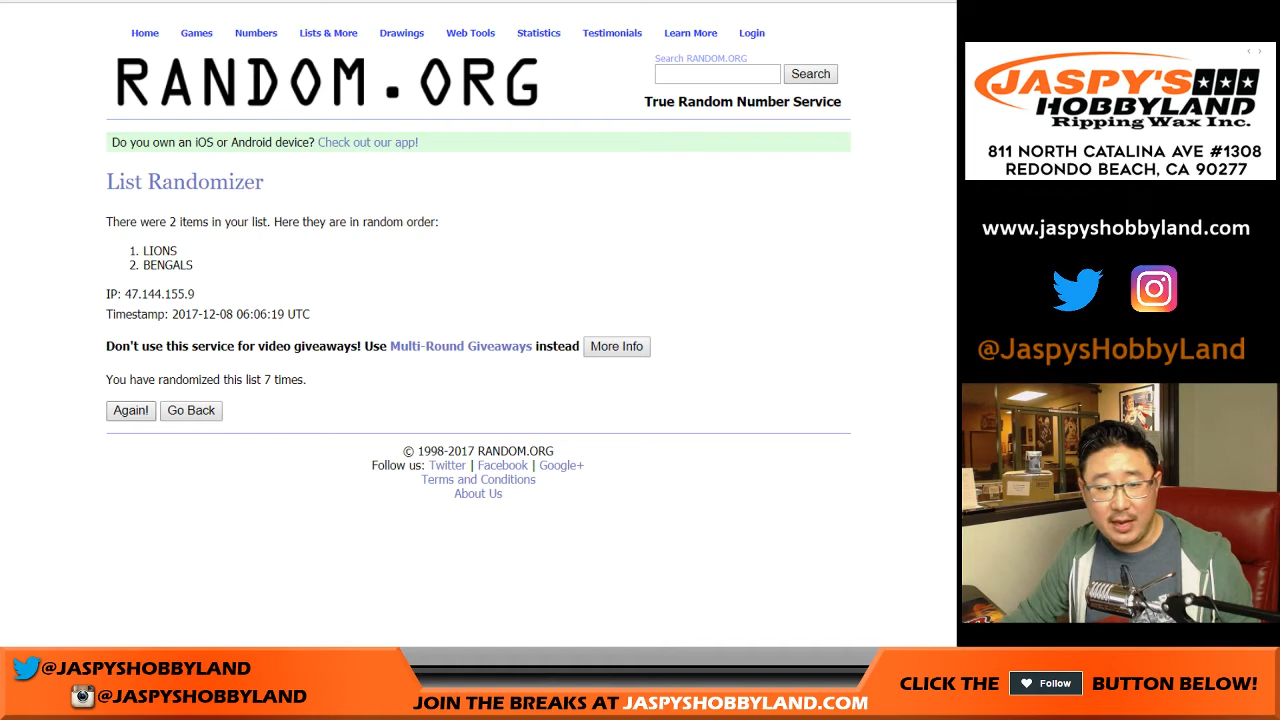 Home Games Numbers Lists & More Drawings Web Tools Statistics Testimonials Learn More Login
RANDOM.ORG
Search RANDOM.ORG
Search
True Random Number Service
Do you own an iOS or Android device? Check out our app!
List Randomizer
There were 2 items in your list. Here they are in random order:
1. LIONS
2. BENGALS
IP: 47.144.155.9
Timestamp: 2017-12-08 06:06:19 UTC
Don't use this service for video giveaways! Use Multi-Round Giveaways instead More Info
You have randomized this list 7 times.
Again! Go Back
© 1998-2017 RANDOM.ORG
Follow us: Twitter | Facebook | Google+
Terms and Conditions
About Us
JASPY'S
HOBBYLAND
Ripping Wax Inc.
811 NORTH CATALINA AVE #1308
REDONDO BEACH, CA 90277
www.jaspyshobbyland.com
@JaspysHobbyLand
@JASPYSHOBBYLAND
@JASPYSHOBBYLAND
JOIN THE BREAKS AT JASPYSHOBBYLAND.COM
CLICK THE Follow BUTTON BELOW!